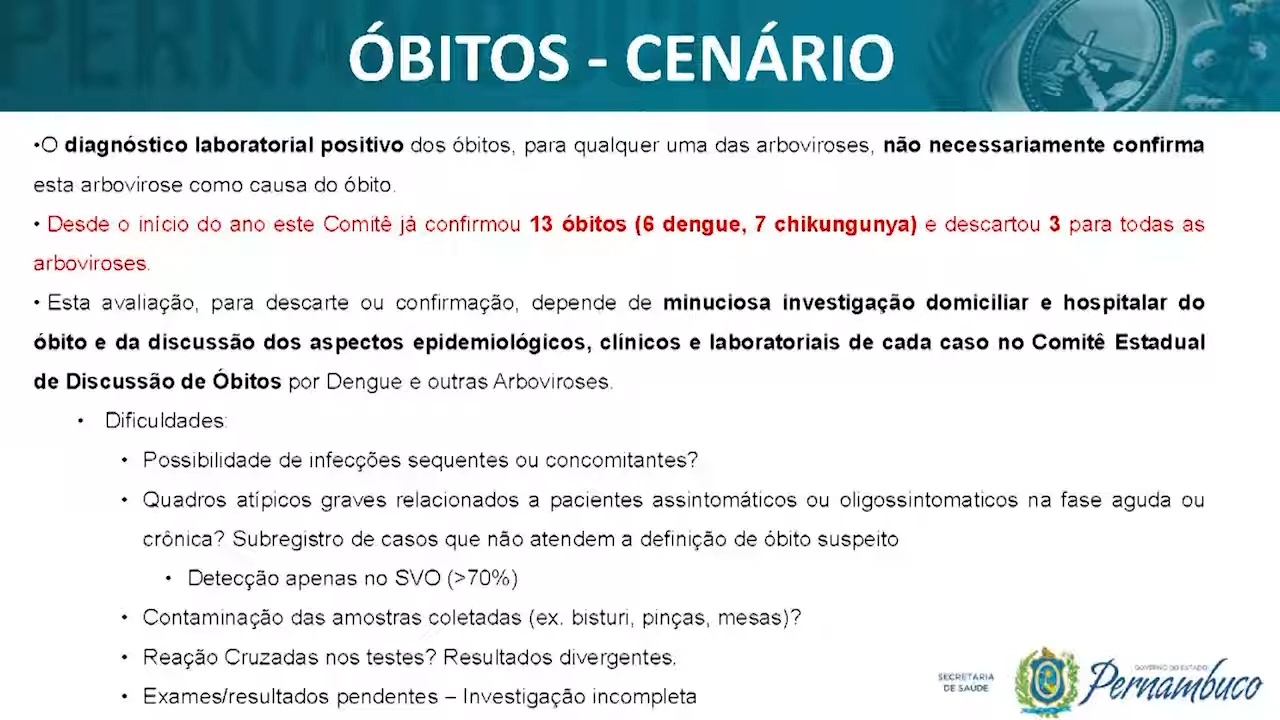 ÓBITOS - CENÁRIO
•O diagnóstico laboratorial positivo dos óbitos, para qualquer uma das arboviroses, não necessariamente confirma
esta arbovirose como causa do óbito.
• Desde o início do ano este Comitê já confirmou 13 óbitos (6 dengue, 7 chikungunya) e descartou 3 para todas as
arboviroses.
• Esta avaliação, para descarte ou confirmação, depende de minuciosa investigação domiciliar e hospitalar do
óbito e da discussão dos aspectos epidemiológicos, clínicos e laboratoriais de cada caso no Comitê Estadual
de Discussão de Óbitos por Dengue e outras Arboviroses.
• Dificuldades:
• Possibilidade de infecções sequentes ou concomitantes?
• Quadros atípicos graves relacionados a pacientes assintomáticos ou oligossintomaticos na fase aguda ou
crônica? Subregistro de casos que não atendem a definição de óbito suspeito
• Detecção apenas no SVO (>70%)
• Contaminação das amostras coletadas (ex. bisturi, pinças, mesas)?
• Reação Cruzadas nos testes? Resultados divergentes.
• Exames/resultados pendentes – Investigação incompleta
SECRETARIA
DE SAÚDE
GOVERNO DO ESTADO
Pernambuco